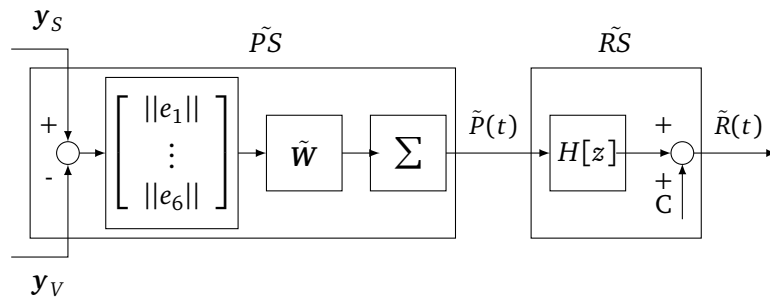 y_S
P̃S
R̃S
+
-
||e_1||
⋮
||e_6||
W̃
∑
P̃(t)
H[z]
+
+
C
R̃(t)
y_V